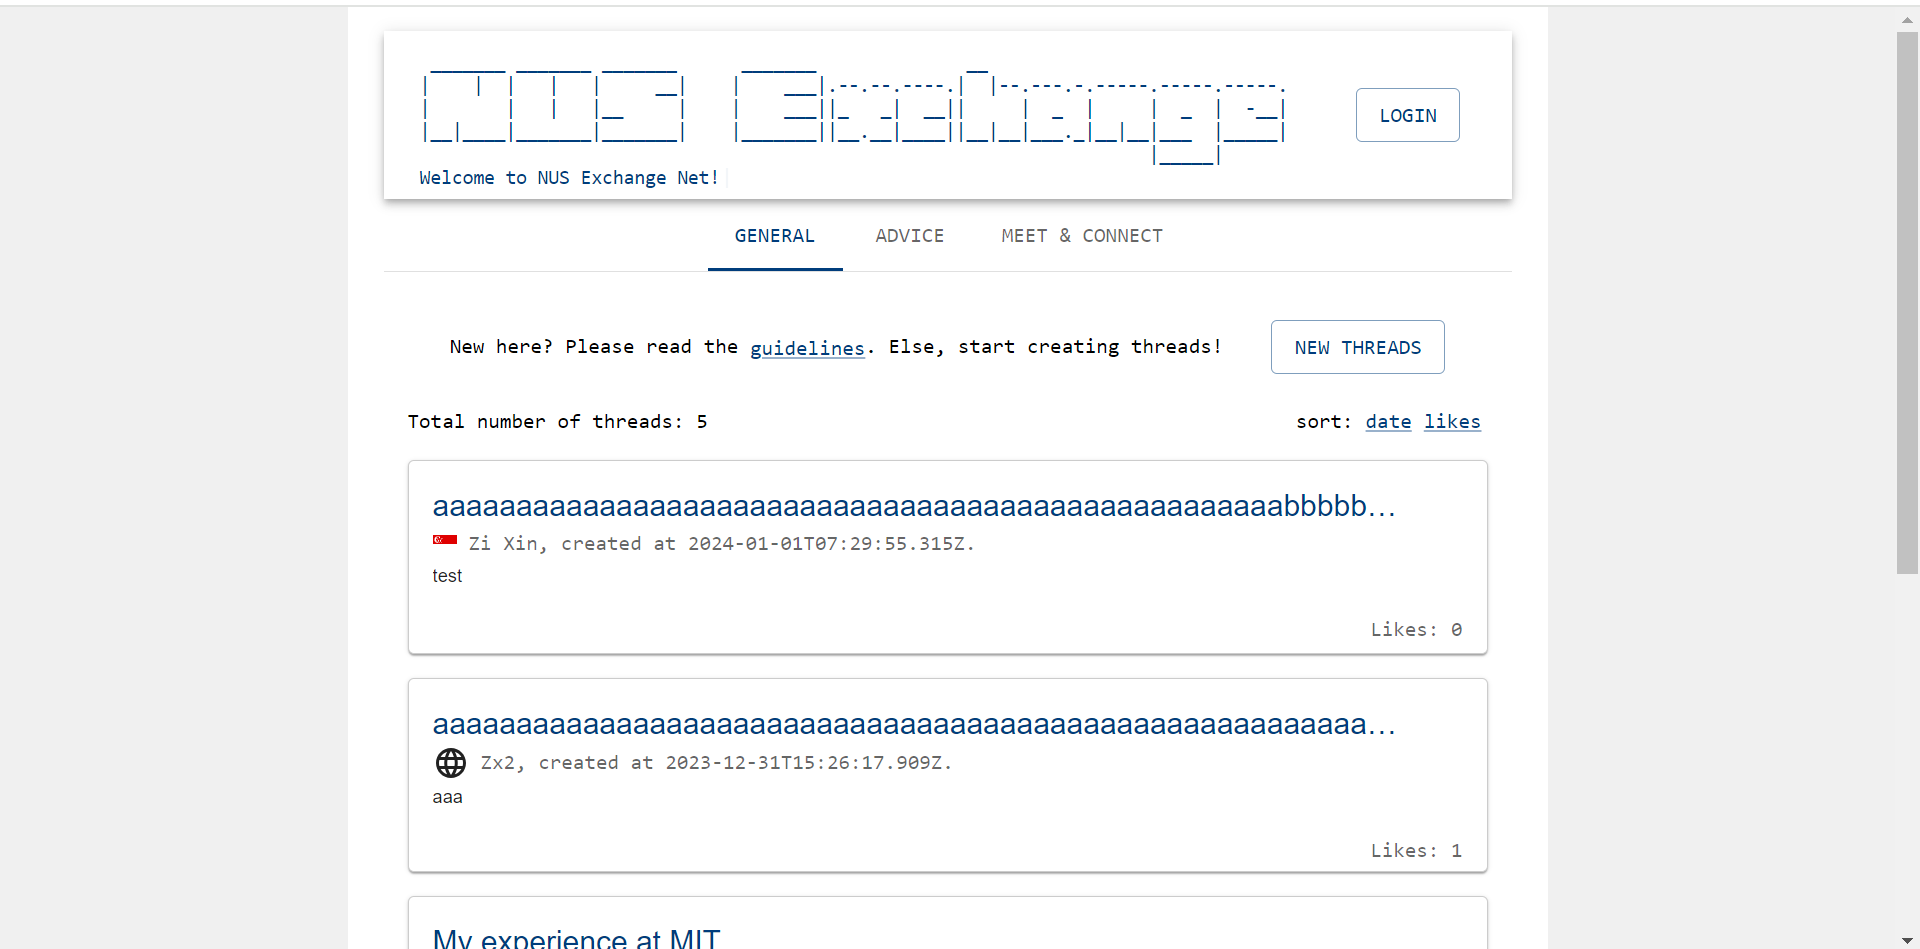 NUS Exchange
LOGIN
Welcome to NUS Exchange Net!
GENERAL ADVICE MEET & CONNECT
New here? Please read the guidelines. Else, start creating threads!
NEW THREADS
Total number of threads: 5
sort: date likes
aaaaaaaaaaaaaaaaaaaaaaaaaaaaaaaaaaaaaaaaaaaaaaaaaaabbbbb...
Zi Xin, created at 2024-01-01T07:29:55.315Z.
test
Likes: 0
aaaaaaaaaaaaaaaaaaaaaaaaaaaaaaaaaaaaaaaaaaaaaaaaaaaaaaaa...
Zx2, created at 2023-12-31T15:26:17.909Z.
aaa
Likes: 1
My experience at MIT